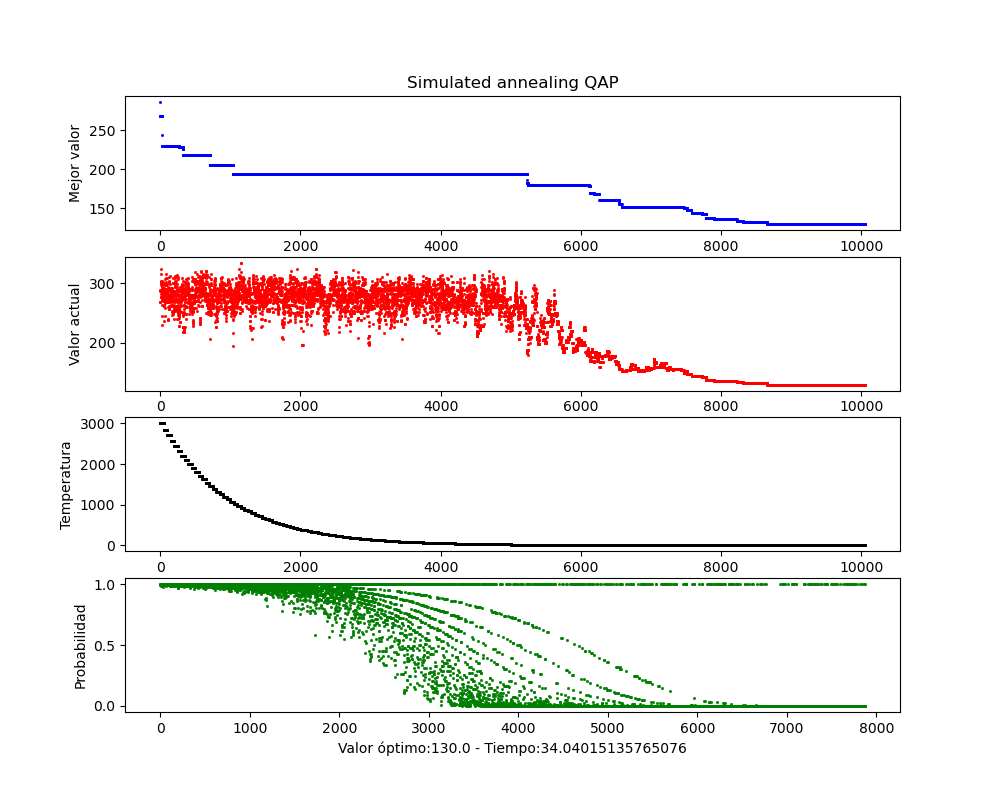 Simulated annealing QAP
Mejor valor
250
200
150
0 2000 4000 6000 8000 10000
Valor actual
300
200
0 2000 4000 6000 8000 10000
Temperatura
3000
2000
1000
0
0 2000 4000 6000 8000 10000
Probabilidad
1.0
0.5
0.0
0 1000 2000 3000 4000 5000 6000 7000 8000
Valor óptimo:130.0 - Tiempo:34.04015135765076